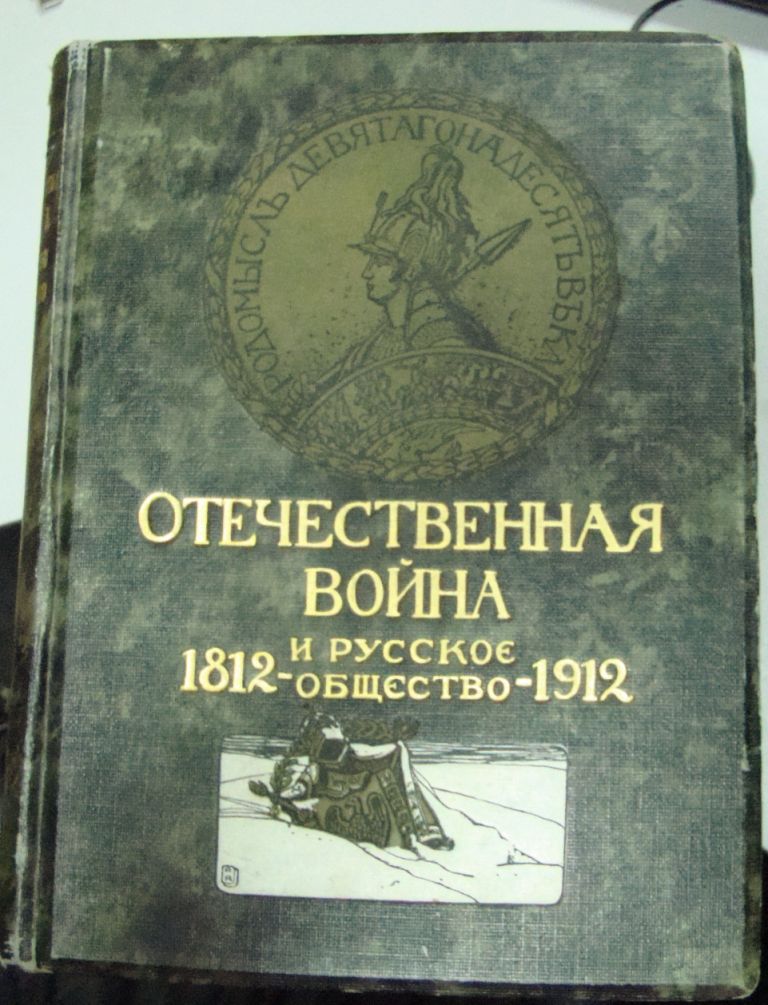 РОДОМЫСЛЪ ДЕВЯТАГОНАДЕСЯТЬ ВѢКА
ОТЕЧЕСТВЕННАЯ
ВОЙНА
И РУССКОЕ
1812-ОБЩЕСТВО-1912